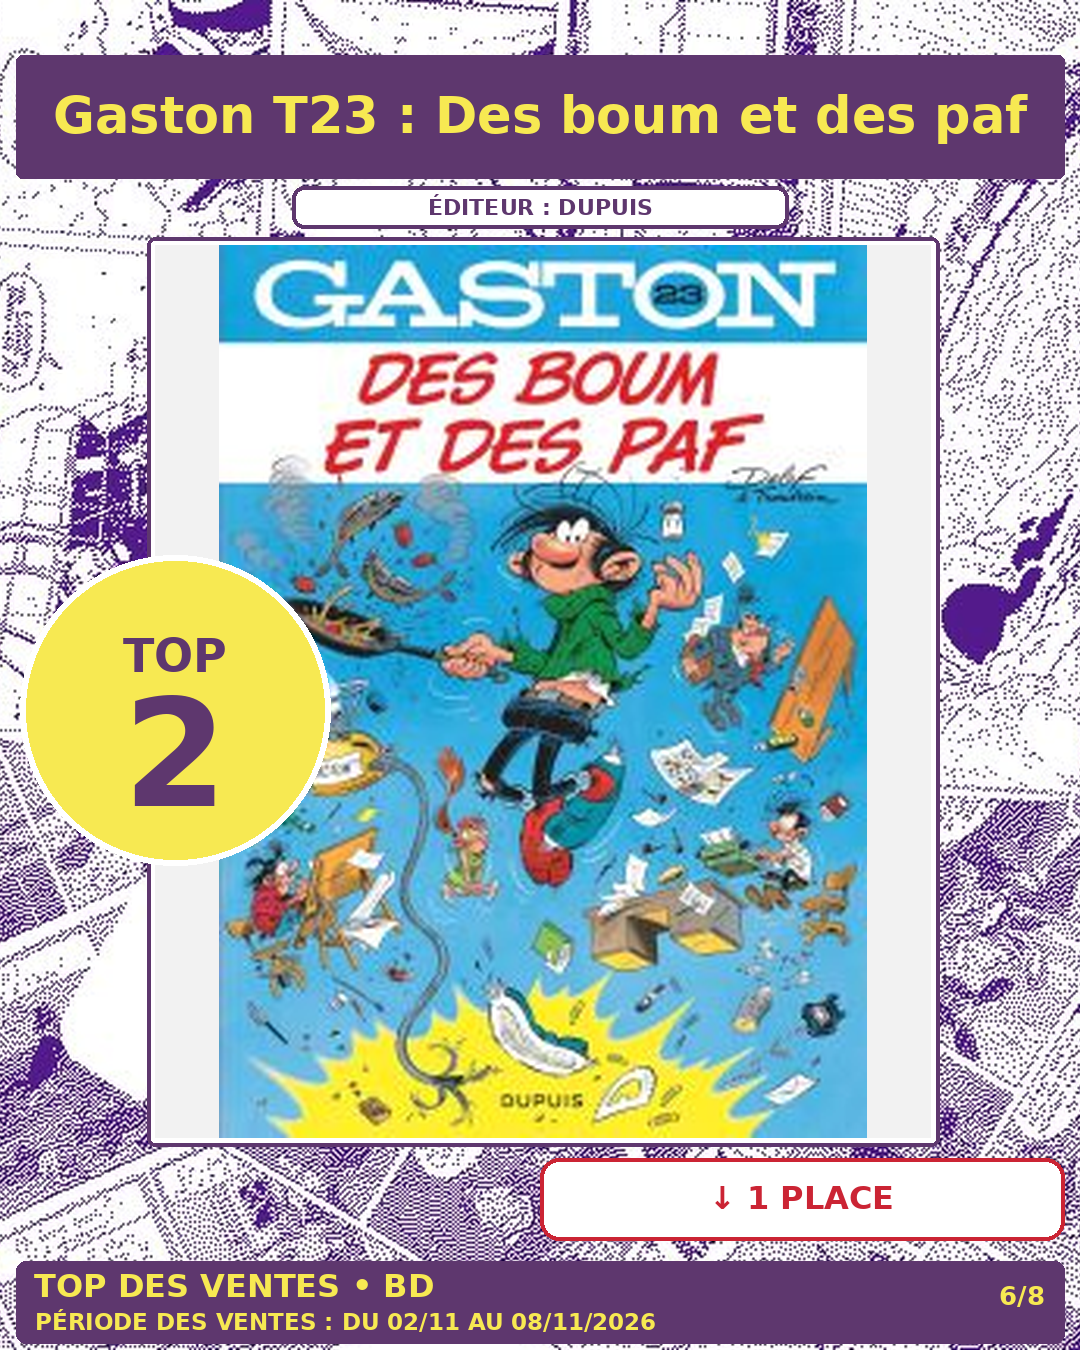 Gaston T23 : Des boum et des paf
ÉDITEUR : DUPUIS
GASTON
23
DES BOUM
ET DES PAF
Delaf
TOP
2
DUPUIS
↓ 1 PLACE
TOP DES VENTES • BD
6/8
PÉRIODE DES VENTES : DU 02/11 AU 08/11/2026